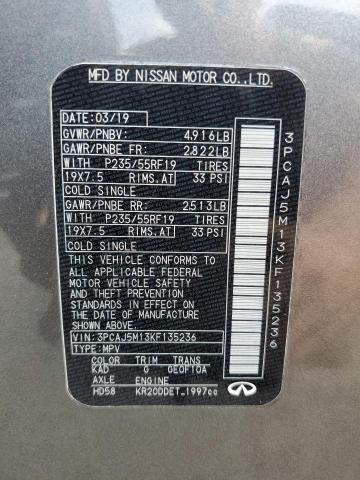 MFD BY NISSAN MOTOR CO.,LTD.
DATE: 03/19
GVWR/PNBV: 4,916LB
GAWR/PNBE FR: 2,822LB
WITH P235/55RF19 TIRES
19X7.5 RIMS,AT 33 PSI
COLD SINGLE
GAWR/PNBE RR: 2,513LB
WITH P235/55RF19 TIRES
19X7.5 RIMS,AT 33 PSI
COLD SINGLE
THIS VEHICLE CONFORMS TO
ALL APPLICABLE FEDERAL
MOTOR VEHICLE SAFETY,
THEFT PREVENTION AND
BUMPER STANDARDS IN
EFFECT ON THE DATE OF
MANUFACTURE SHOWN ABOVE.
VIN:3PCAJ5M13KF135236
TYPE:MPV
COLOR TRIM TRANS
KAD G GE0F10A
AXLE ENGINE
HD58 KR20DDET 1997cc
3PCAJ5M13KF135236